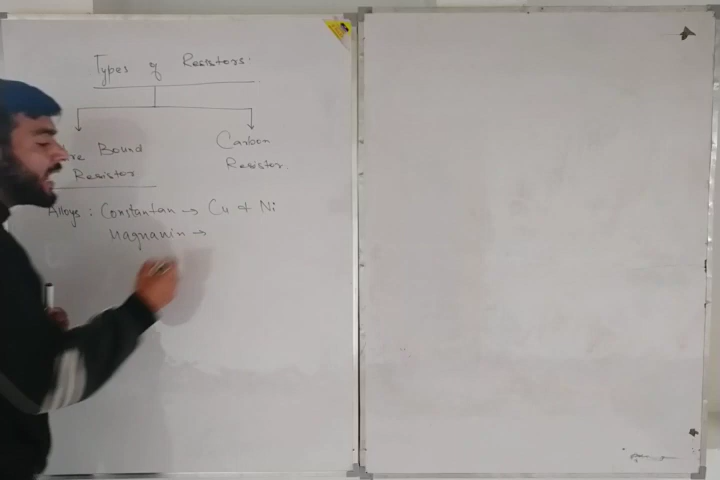 Types of Resistors:
re Bound Resistor
Carbon Resistor.
Alloys : Constantan → Cu & Ni
Magnanin →